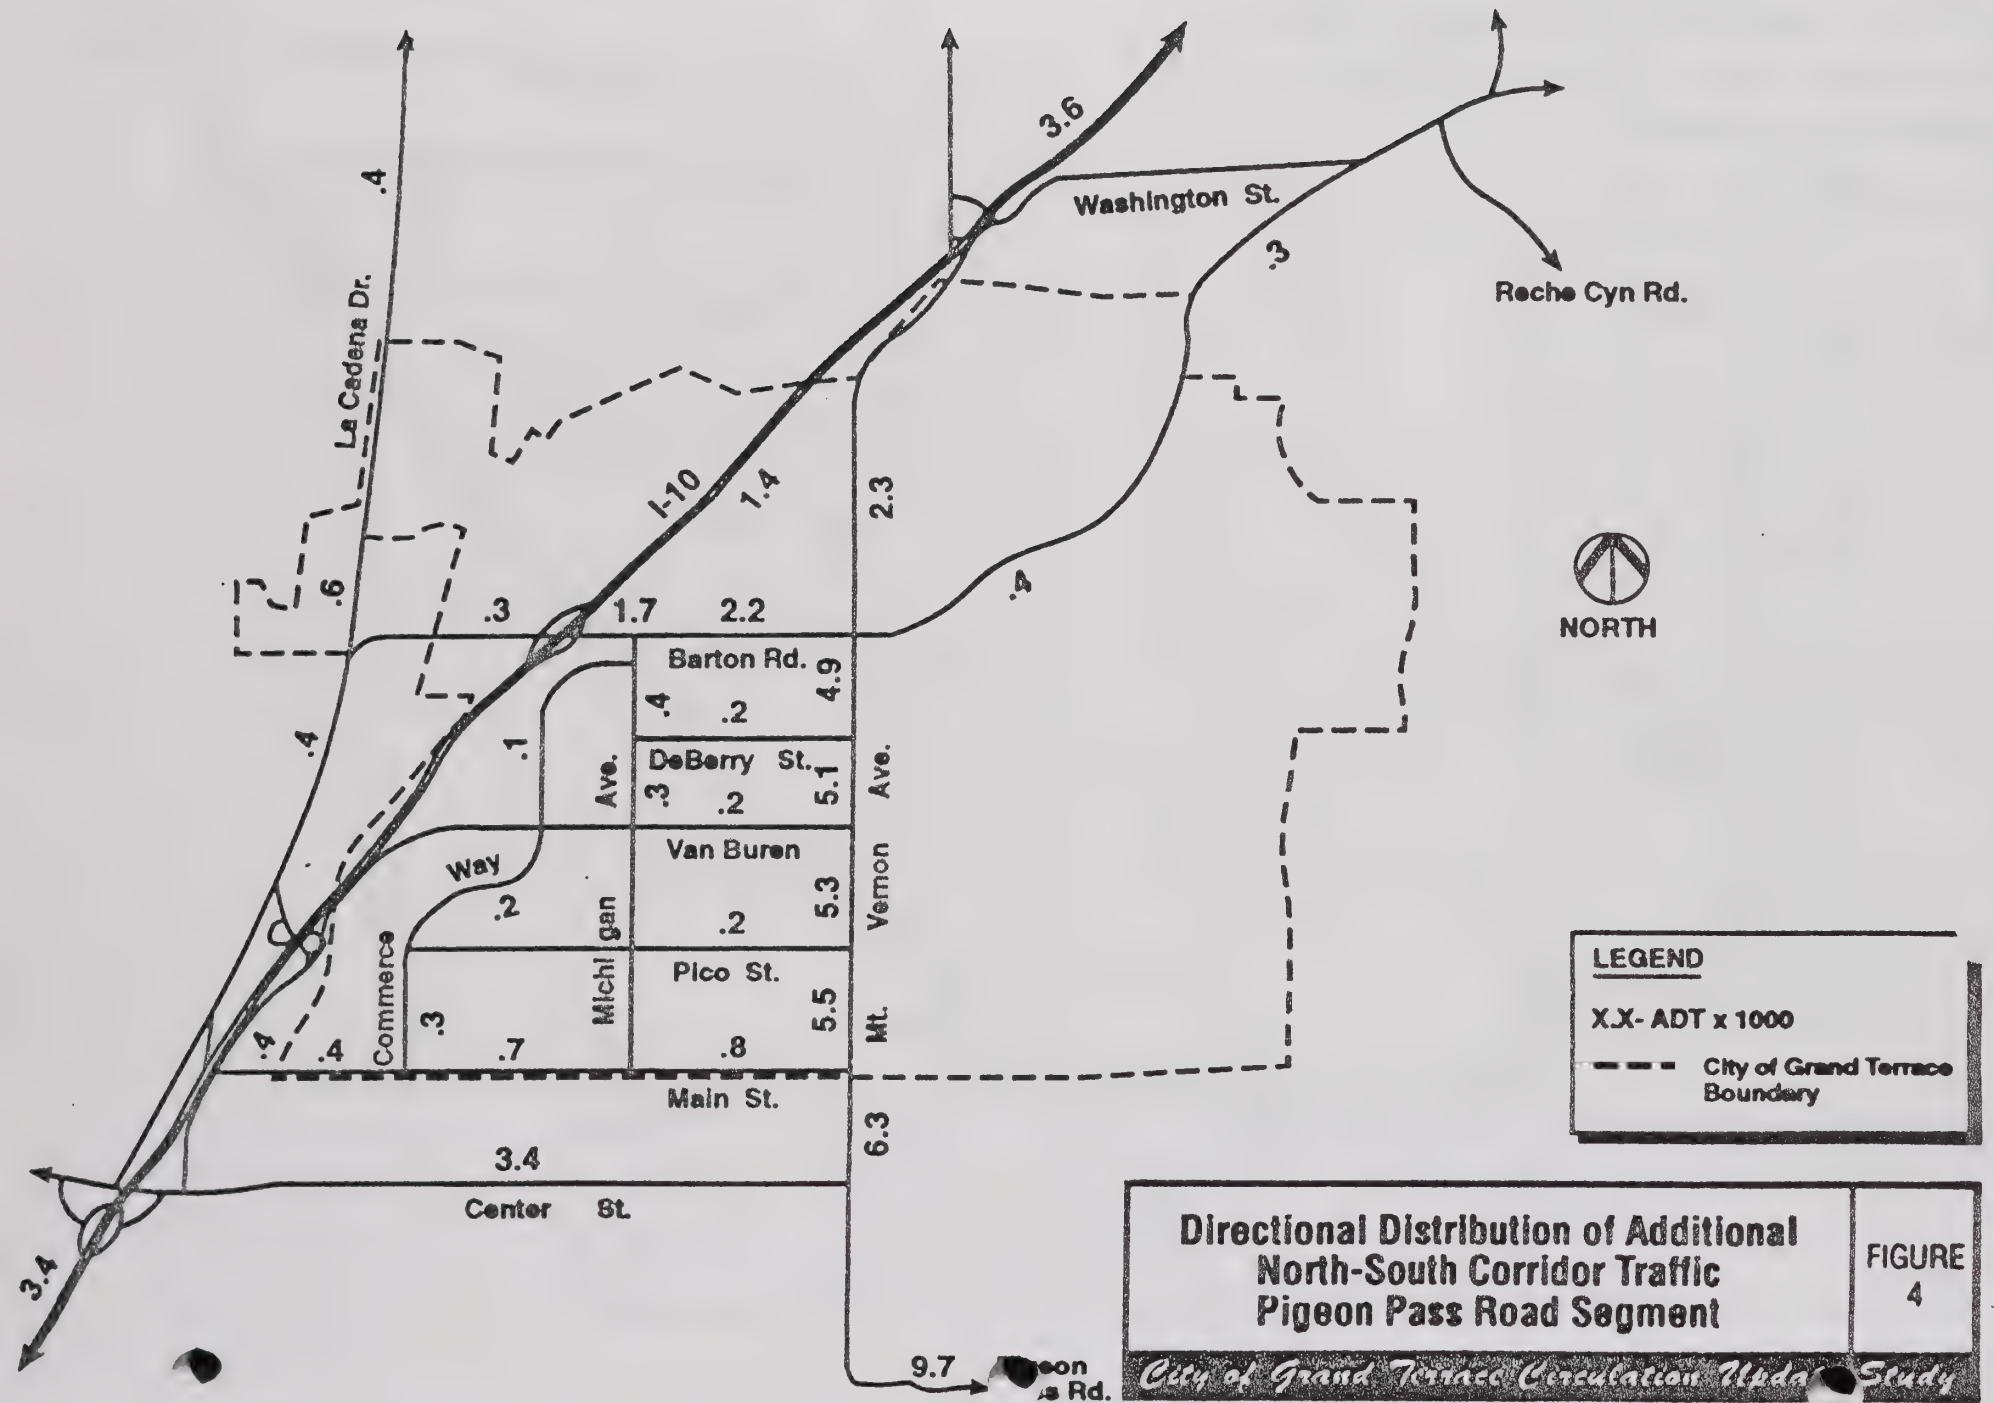 3.6
.4
Washington St.
.3
Reche Cyn Rd.
La Cadena Dr.
I-10
1.4
2.3
.6
.3
1.7
2.2
.4
NORTH
Barton Rd.
4.9
.4
.2
.4
.1
DeBerry St.
5.1
.3
.2
Ave.
Ave.
Van Buren
Way
.2
5.3
Vernon
.2
Michigan
Commerce
Pico St.
5.5
Mt.
.3
.4
.4
.7
.8
Main St.
6.3
3.4
Center St.
3.4
9.7
Rd.
LEGEND
X.X- ADT x 1000
City of Grand Terrace
Boundary
Directional Distribution of Additional
North-South Corridor Traffic
Pigeon Pass Road Segment
FIGURE
4
City of Grand Terrace Circulation Study